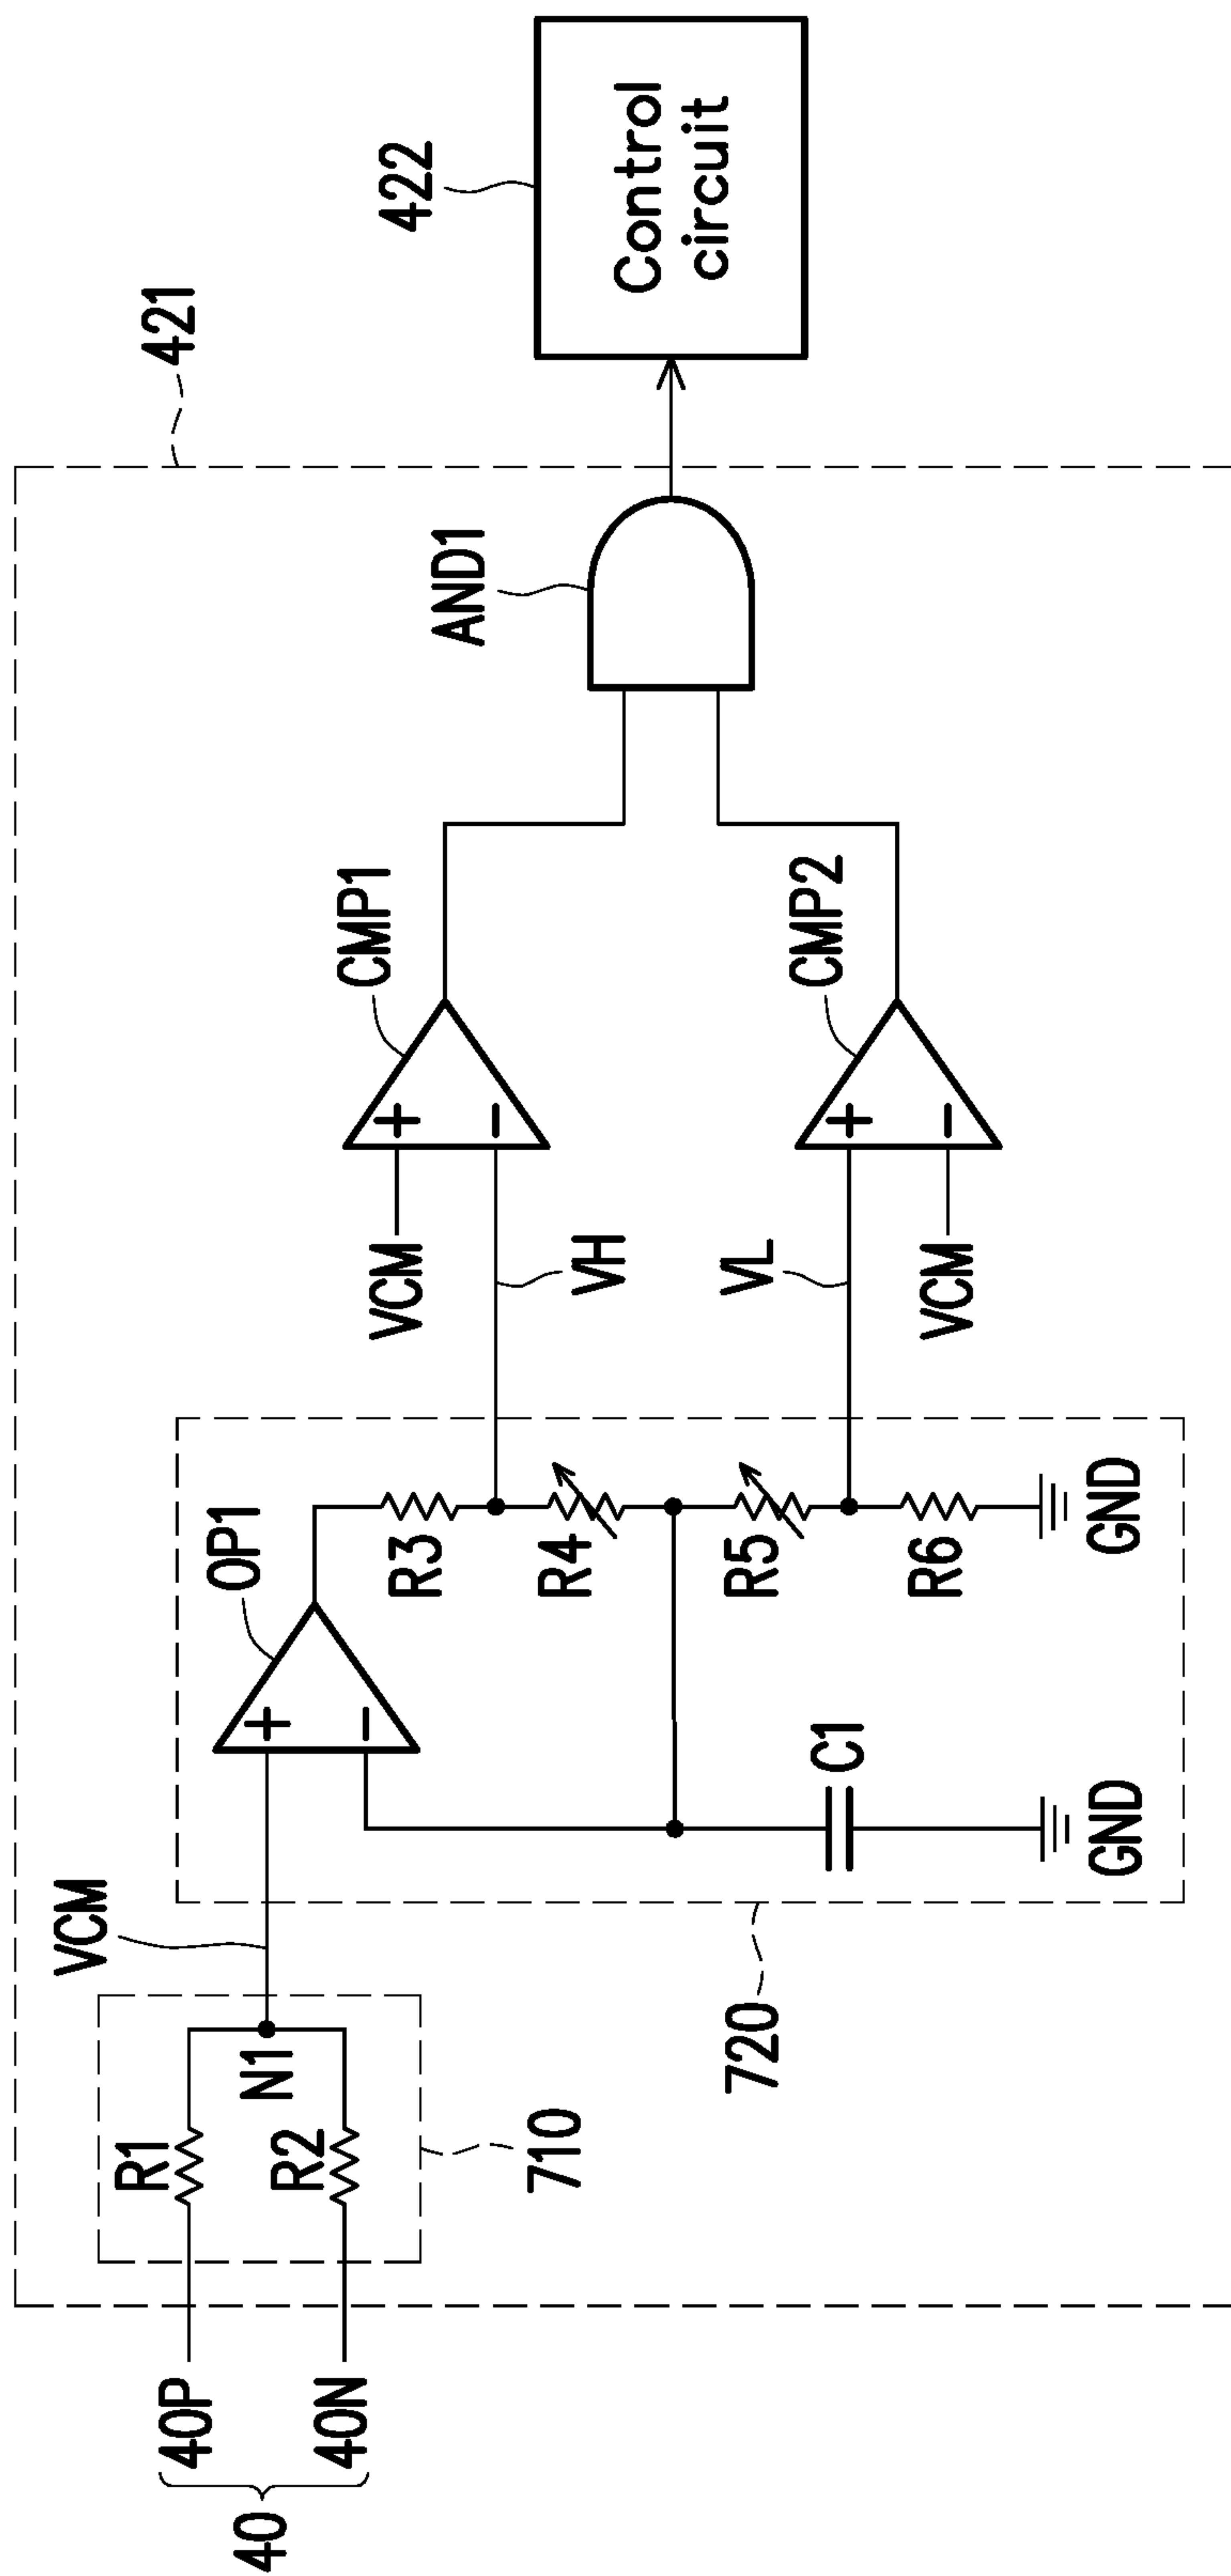 421
40
40P
40N
R1
R2
N1
710
VCM
OP1
+
−
R3
R4
R5
R6
C1
GND
GND
720
VCM
VH
VL
VCM
CMP1
+
−
CMP2
+
−
AND1
422
Control
circuit